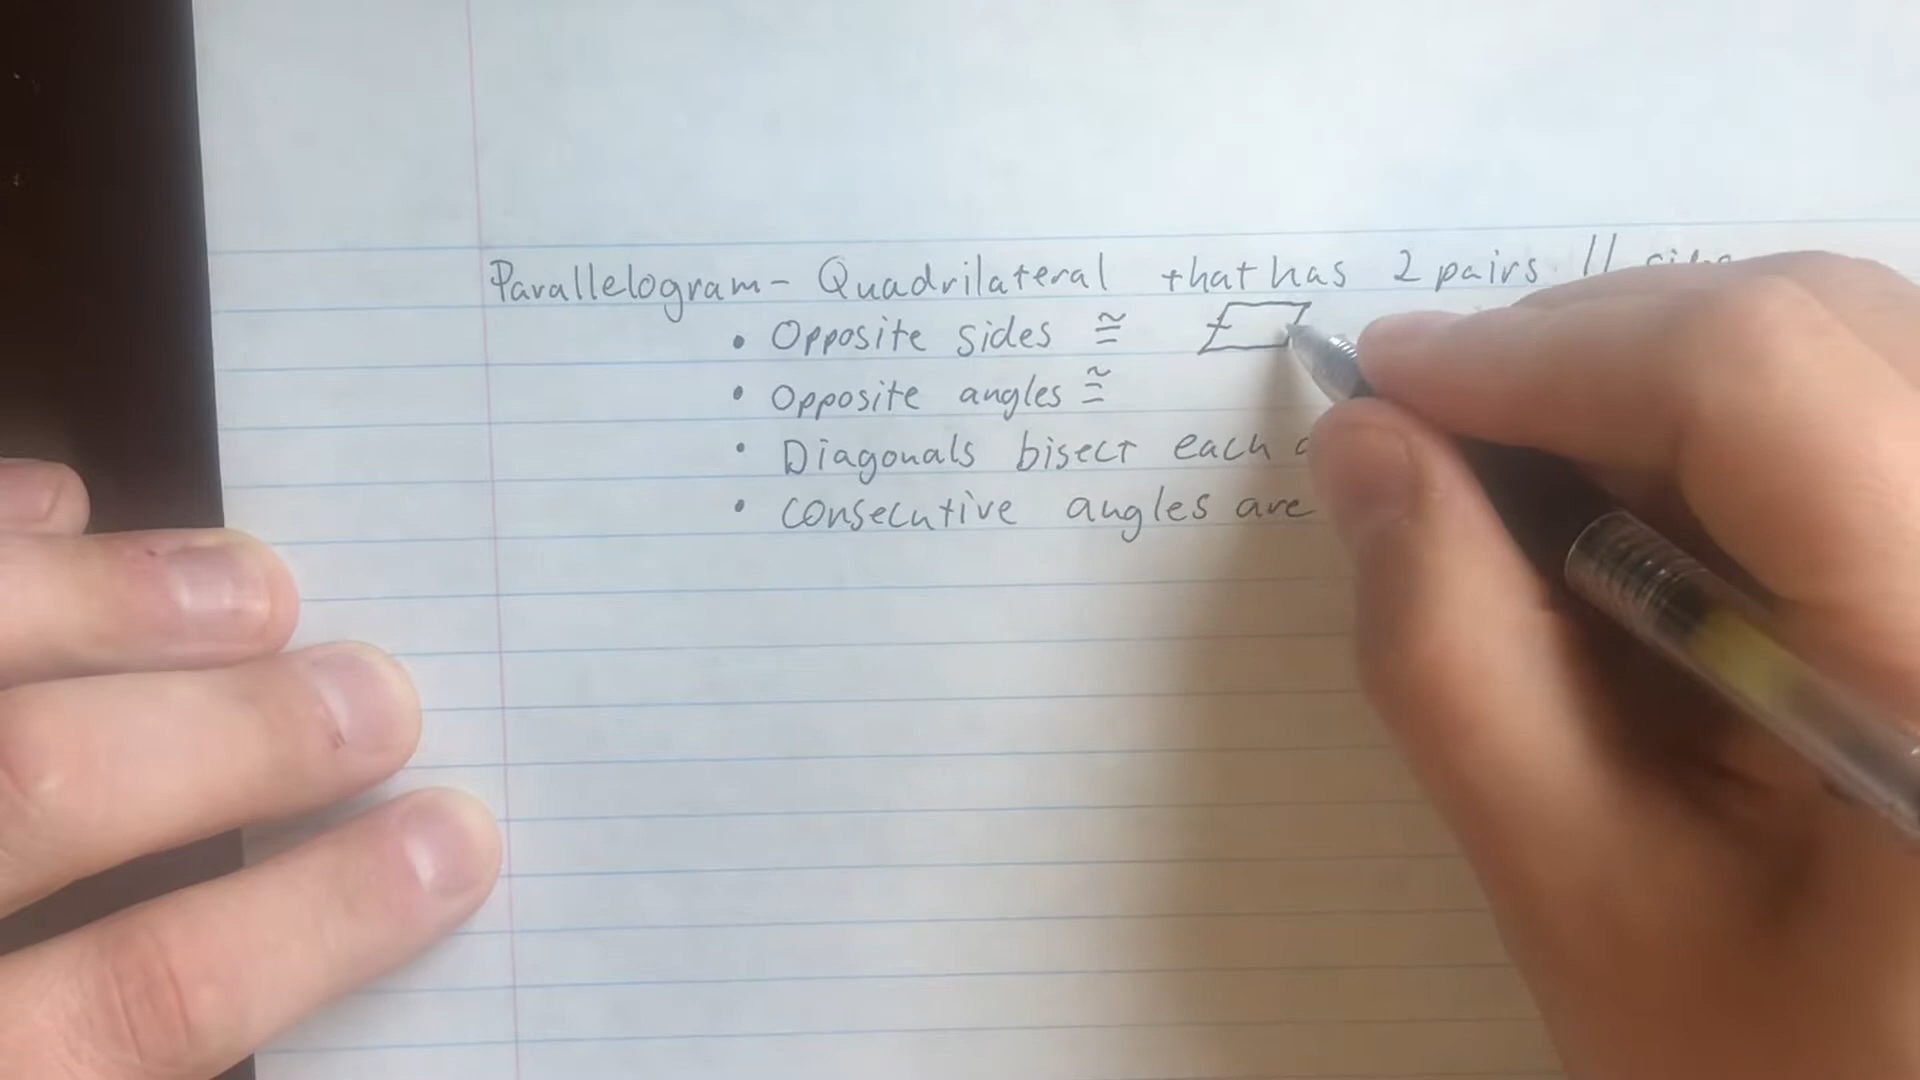 Parallelogram - Quadrilateral that has 2 pairs ||
• Opposite sides ≅
• Opposite angles ≅
• Diagonals bisect each
• consecutive angles are